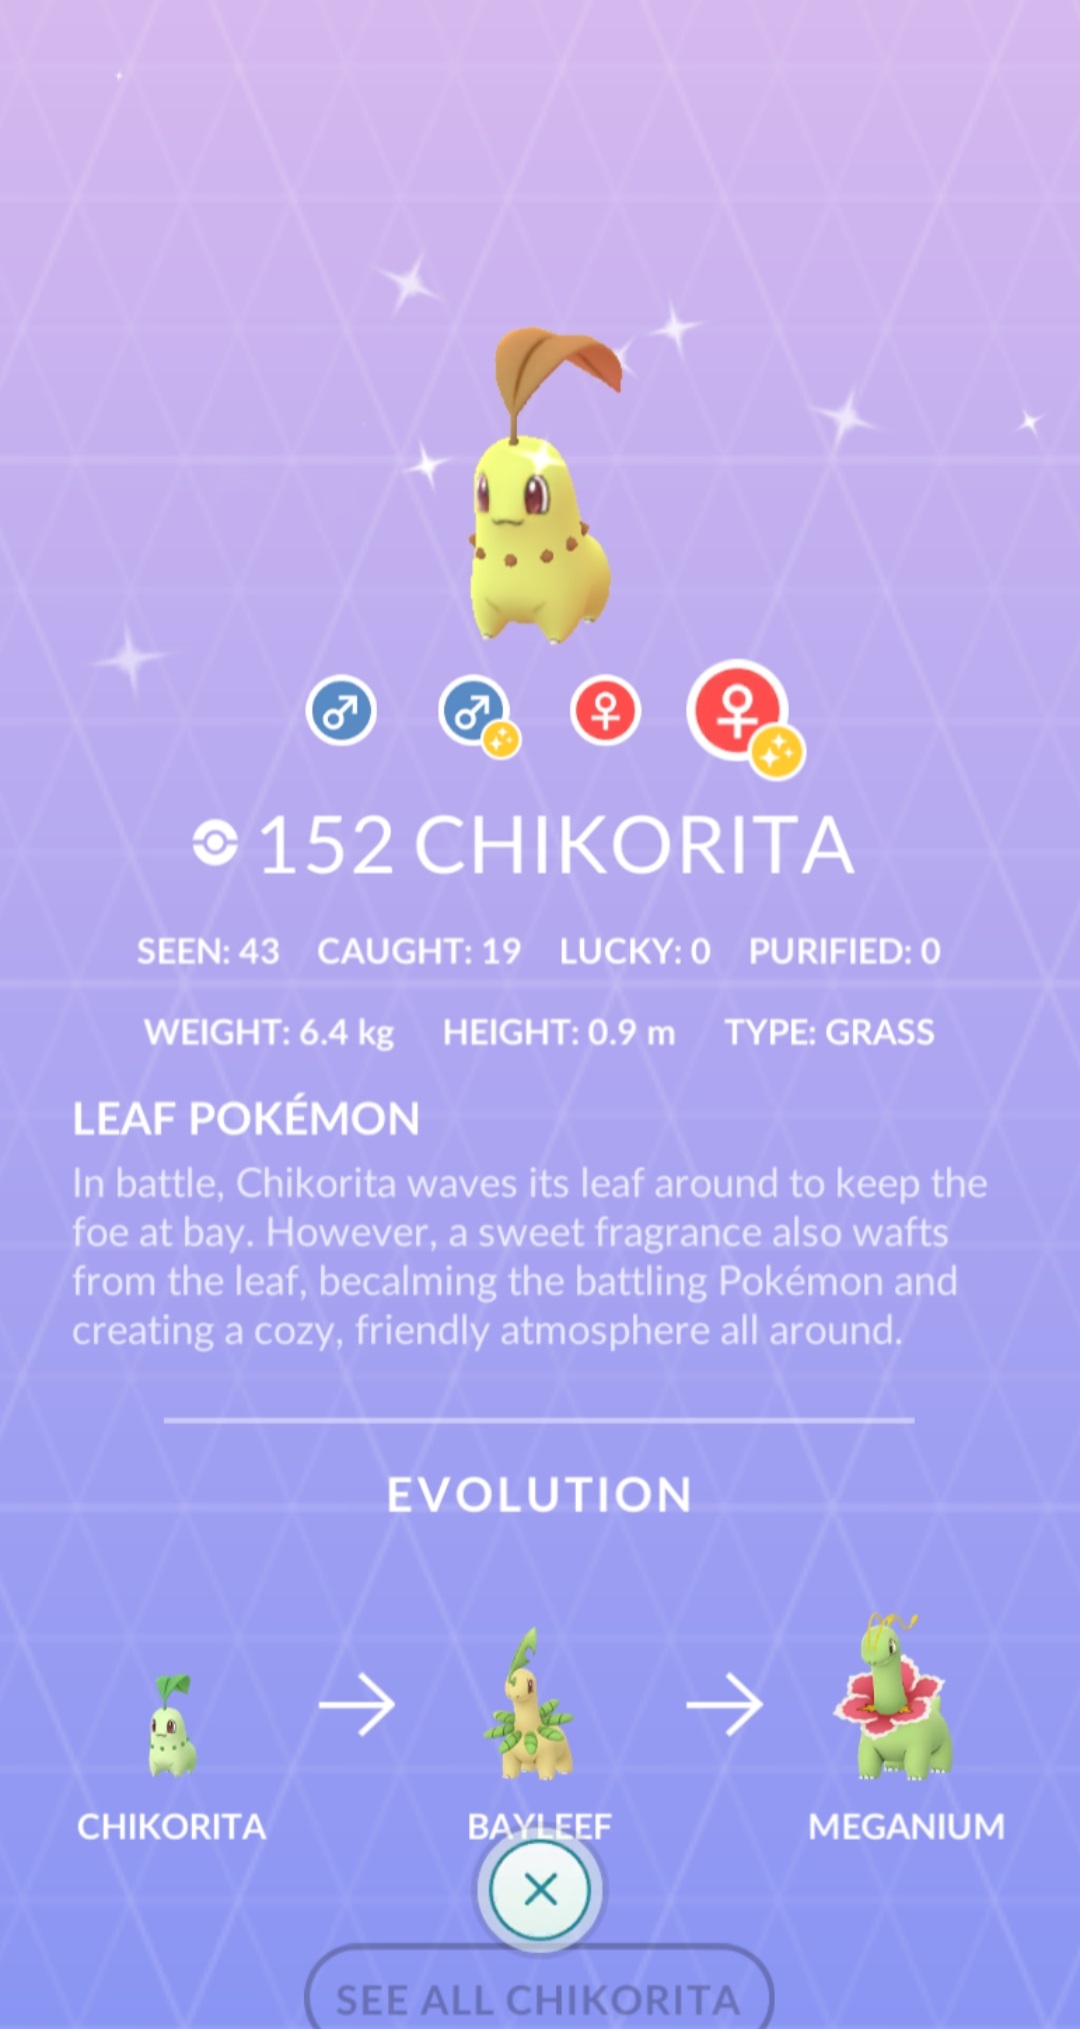 152 CHIKORITA
SEEN: 43 CAUGHT: 19 LUCKY: 0 PURIFIED: 0
WEIGHT: 6.4 kg HEIGHT: 0.9 m TYPE: GRASS
LEAF POKÉMON
In battle, Chikorita waves its leaf around to keep the
foe at bay. However, a sweet fragrance also wafts
from the leaf, becalming the battling Pokémon and
creating a cozy, friendly atmosphere all around.
EVOLUTION
CHIKORITA BAYLEEF MEGANIUM
SEE ALL CHIKORITA